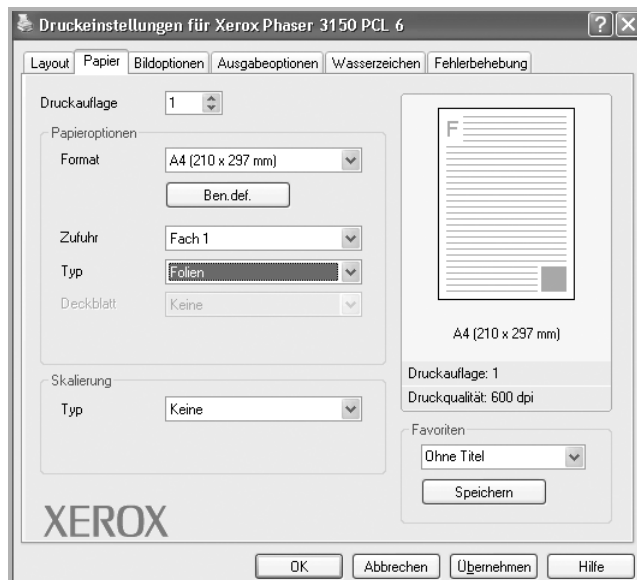 Druckeinstellungen für Xerox Phaser 3150 PCL 6
Layout Papier Bildoptionen Ausgabeoptionen Wasserzeichen Fehlerbehebung
Druckauflage 1
Papieroptionen
Format A4 (210 x 297 mm)
Ben.def.
Zufuhr Fach 1
Typ Folien
Deckblatt Keine
Skalierung
Typ Keine
XEROX
F
A4 (210 x 297 mm)
Druckauflage: 1
Druckqualität: 600 dpi
Favoriten
Ohne Titel
Speichern
OK Abbrechen Übernehmen Hilfe